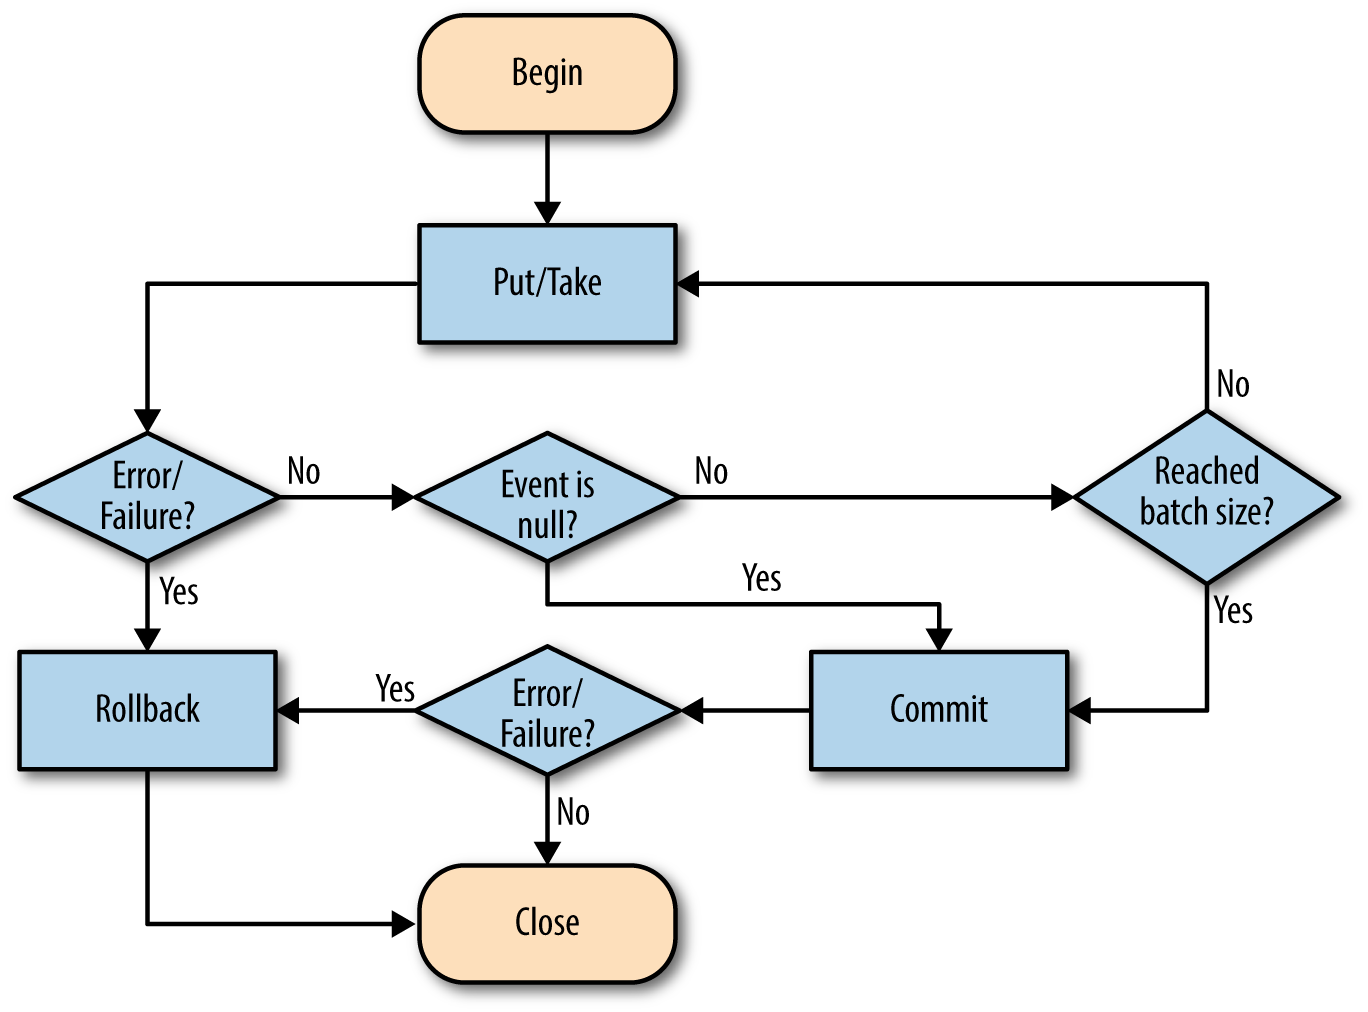 Begin
Put/Take
No
Error/
Failure?
No
Event is
null?
No
Reached
batch size?
Yes
Yes
Yes
Rollback
Yes
Error/
Failure?
Commit
No
Close